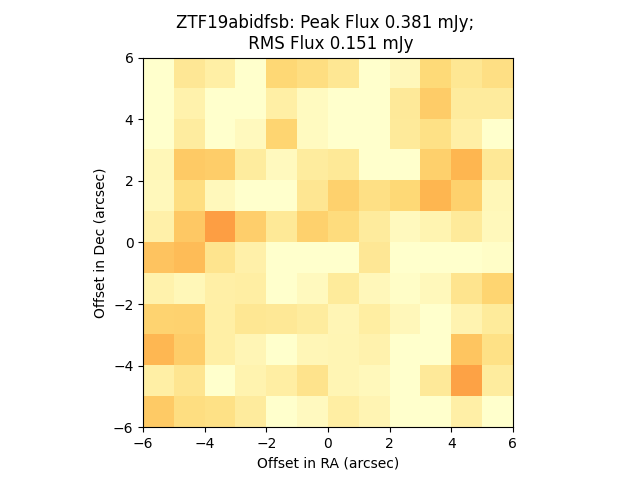 ZTF19abidfsb: Peak Flux 0.381 mJy;
RMS Flux 0.151 mJy
6
4
2
0
−2
−4
−6
Offset in Dec (arcsec)
−6 −4 −2 0 2 4 6
Offset in RA (arcsec)